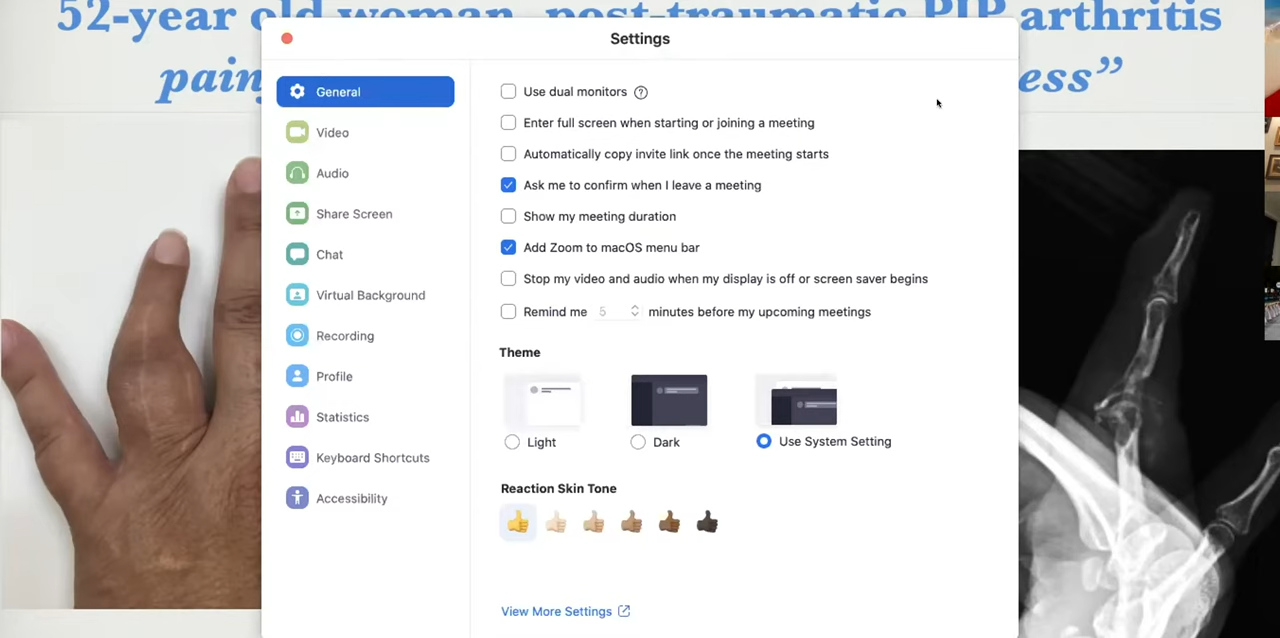 52-year old woman, post-traumatic PIP arthritis
ess”
Settings
General
Video
Audio
Share Screen
Chat
Virtual Background
Recording
Profile
Statistics
Keyboard Shortcuts
Accessibility
Use dual monitors ?
Enter full screen when starting or joining a meeting
Automatically copy invite link once the meeting starts
Ask me to confirm when I leave a meeting
Show my meeting duration
Add Zoom to macOS menu bar
Stop my video and audio when my display is off or screen saver begins
Remind me 5 minutes before my upcoming meetings
Theme
Light
Dark
Use System Setting
Reaction Skin Tone
View More Settings